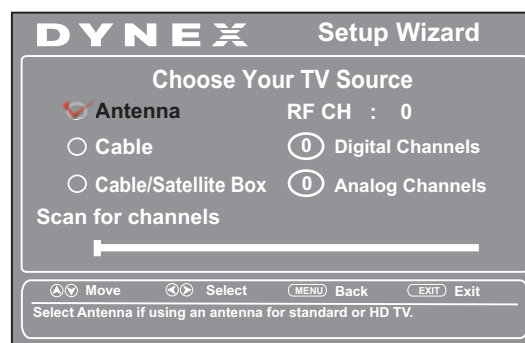 DYNEX Setup Wizard
Choose Your TV Source
Antenna RF CH : 0
Cable 0 Digital Channels
Cable/Satellite Box 0 Analog Channels
Scan for channels
Move Select MENU Back EXIT Exit
Select Antenna if using an antenna for standard or HD TV.